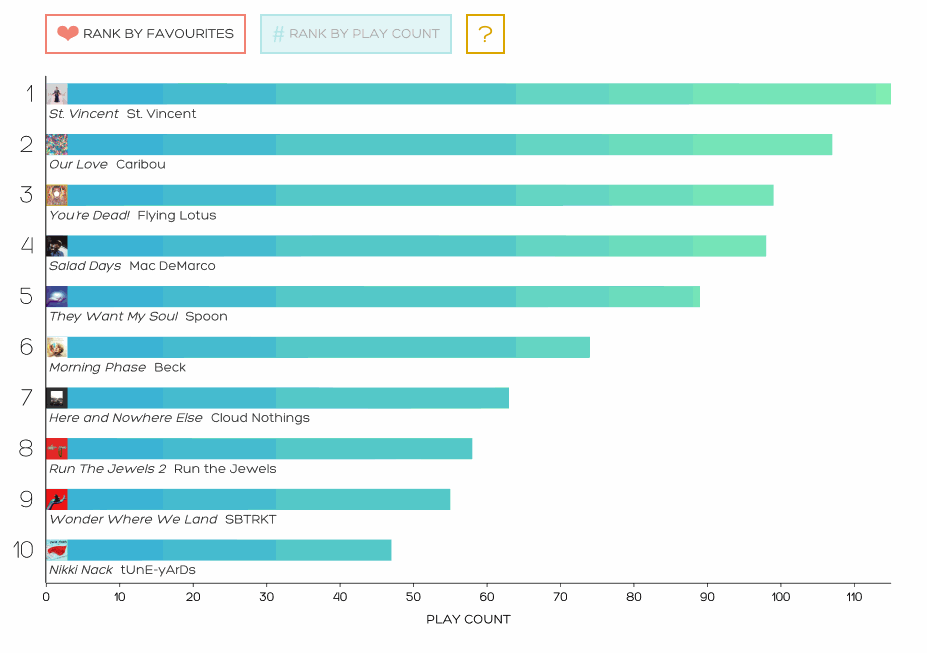 RANK BY FAVOURITES
# RANK BY PLAY COUNT
?
1
St. Vincent St. Vincent
2
Our Love Caribou
3
You're Dead! Flying Lotus
4
Salad Days Mac DeMarco
5
They Want My Soul Spoon
6
Morning Phase Beck
7
Here and Nowhere Else Cloud Nothings
8
Run The Jewels 2 Run the Jewels
9
Wonder Where We Land SBTRKT
10
Nikki Nack tUnE-yArDs
0 10 20 30 40 50 60 70 80 90 100 110
PLAY COUNT